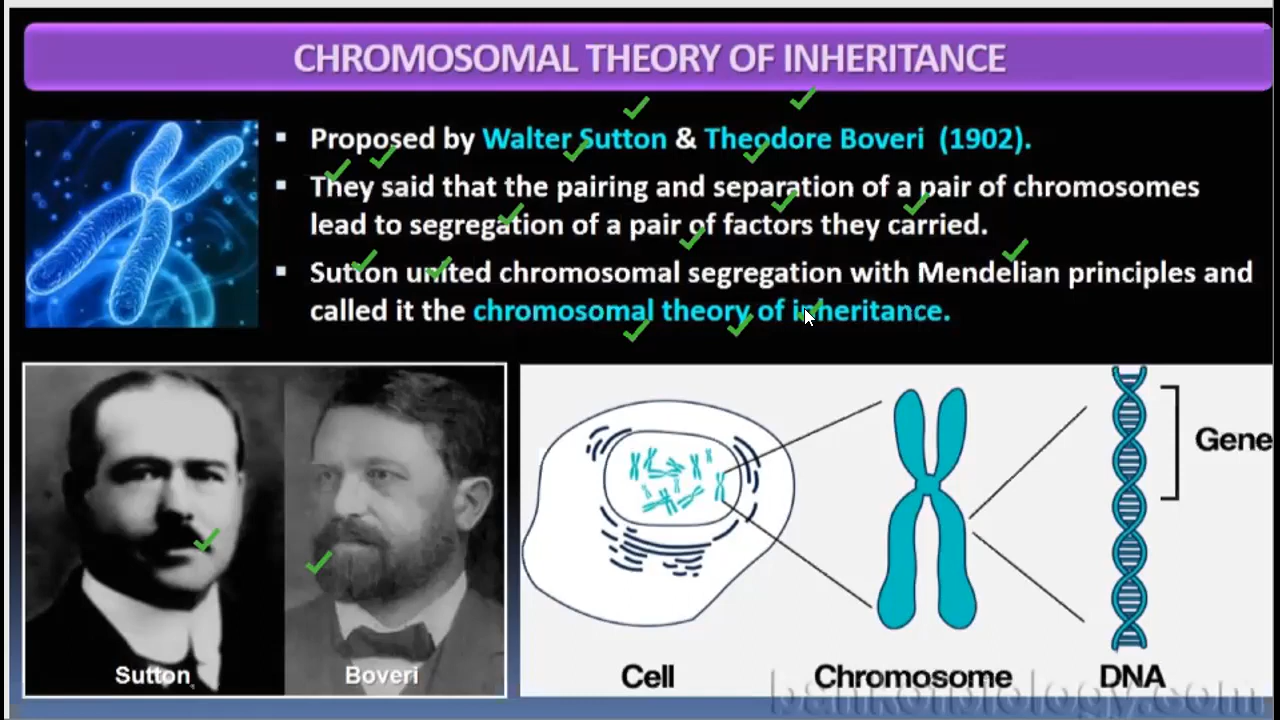 CHROMOSOMAL THEORY OF INHERITANCE
▪ Proposed by Walter Sutton & Theodore Boveri (1902).
▪ They said that the pairing and separation of a pair of chromosomes
lead to segregation of a pair of factors they carried.
▪ Sutton united chromosomal segregation with Mendelian principles and
called it the chromosomal theory of inheritance.
Gene
Sutton
Boveri
Cell
Chromosome
DNA
bankofbiology.com